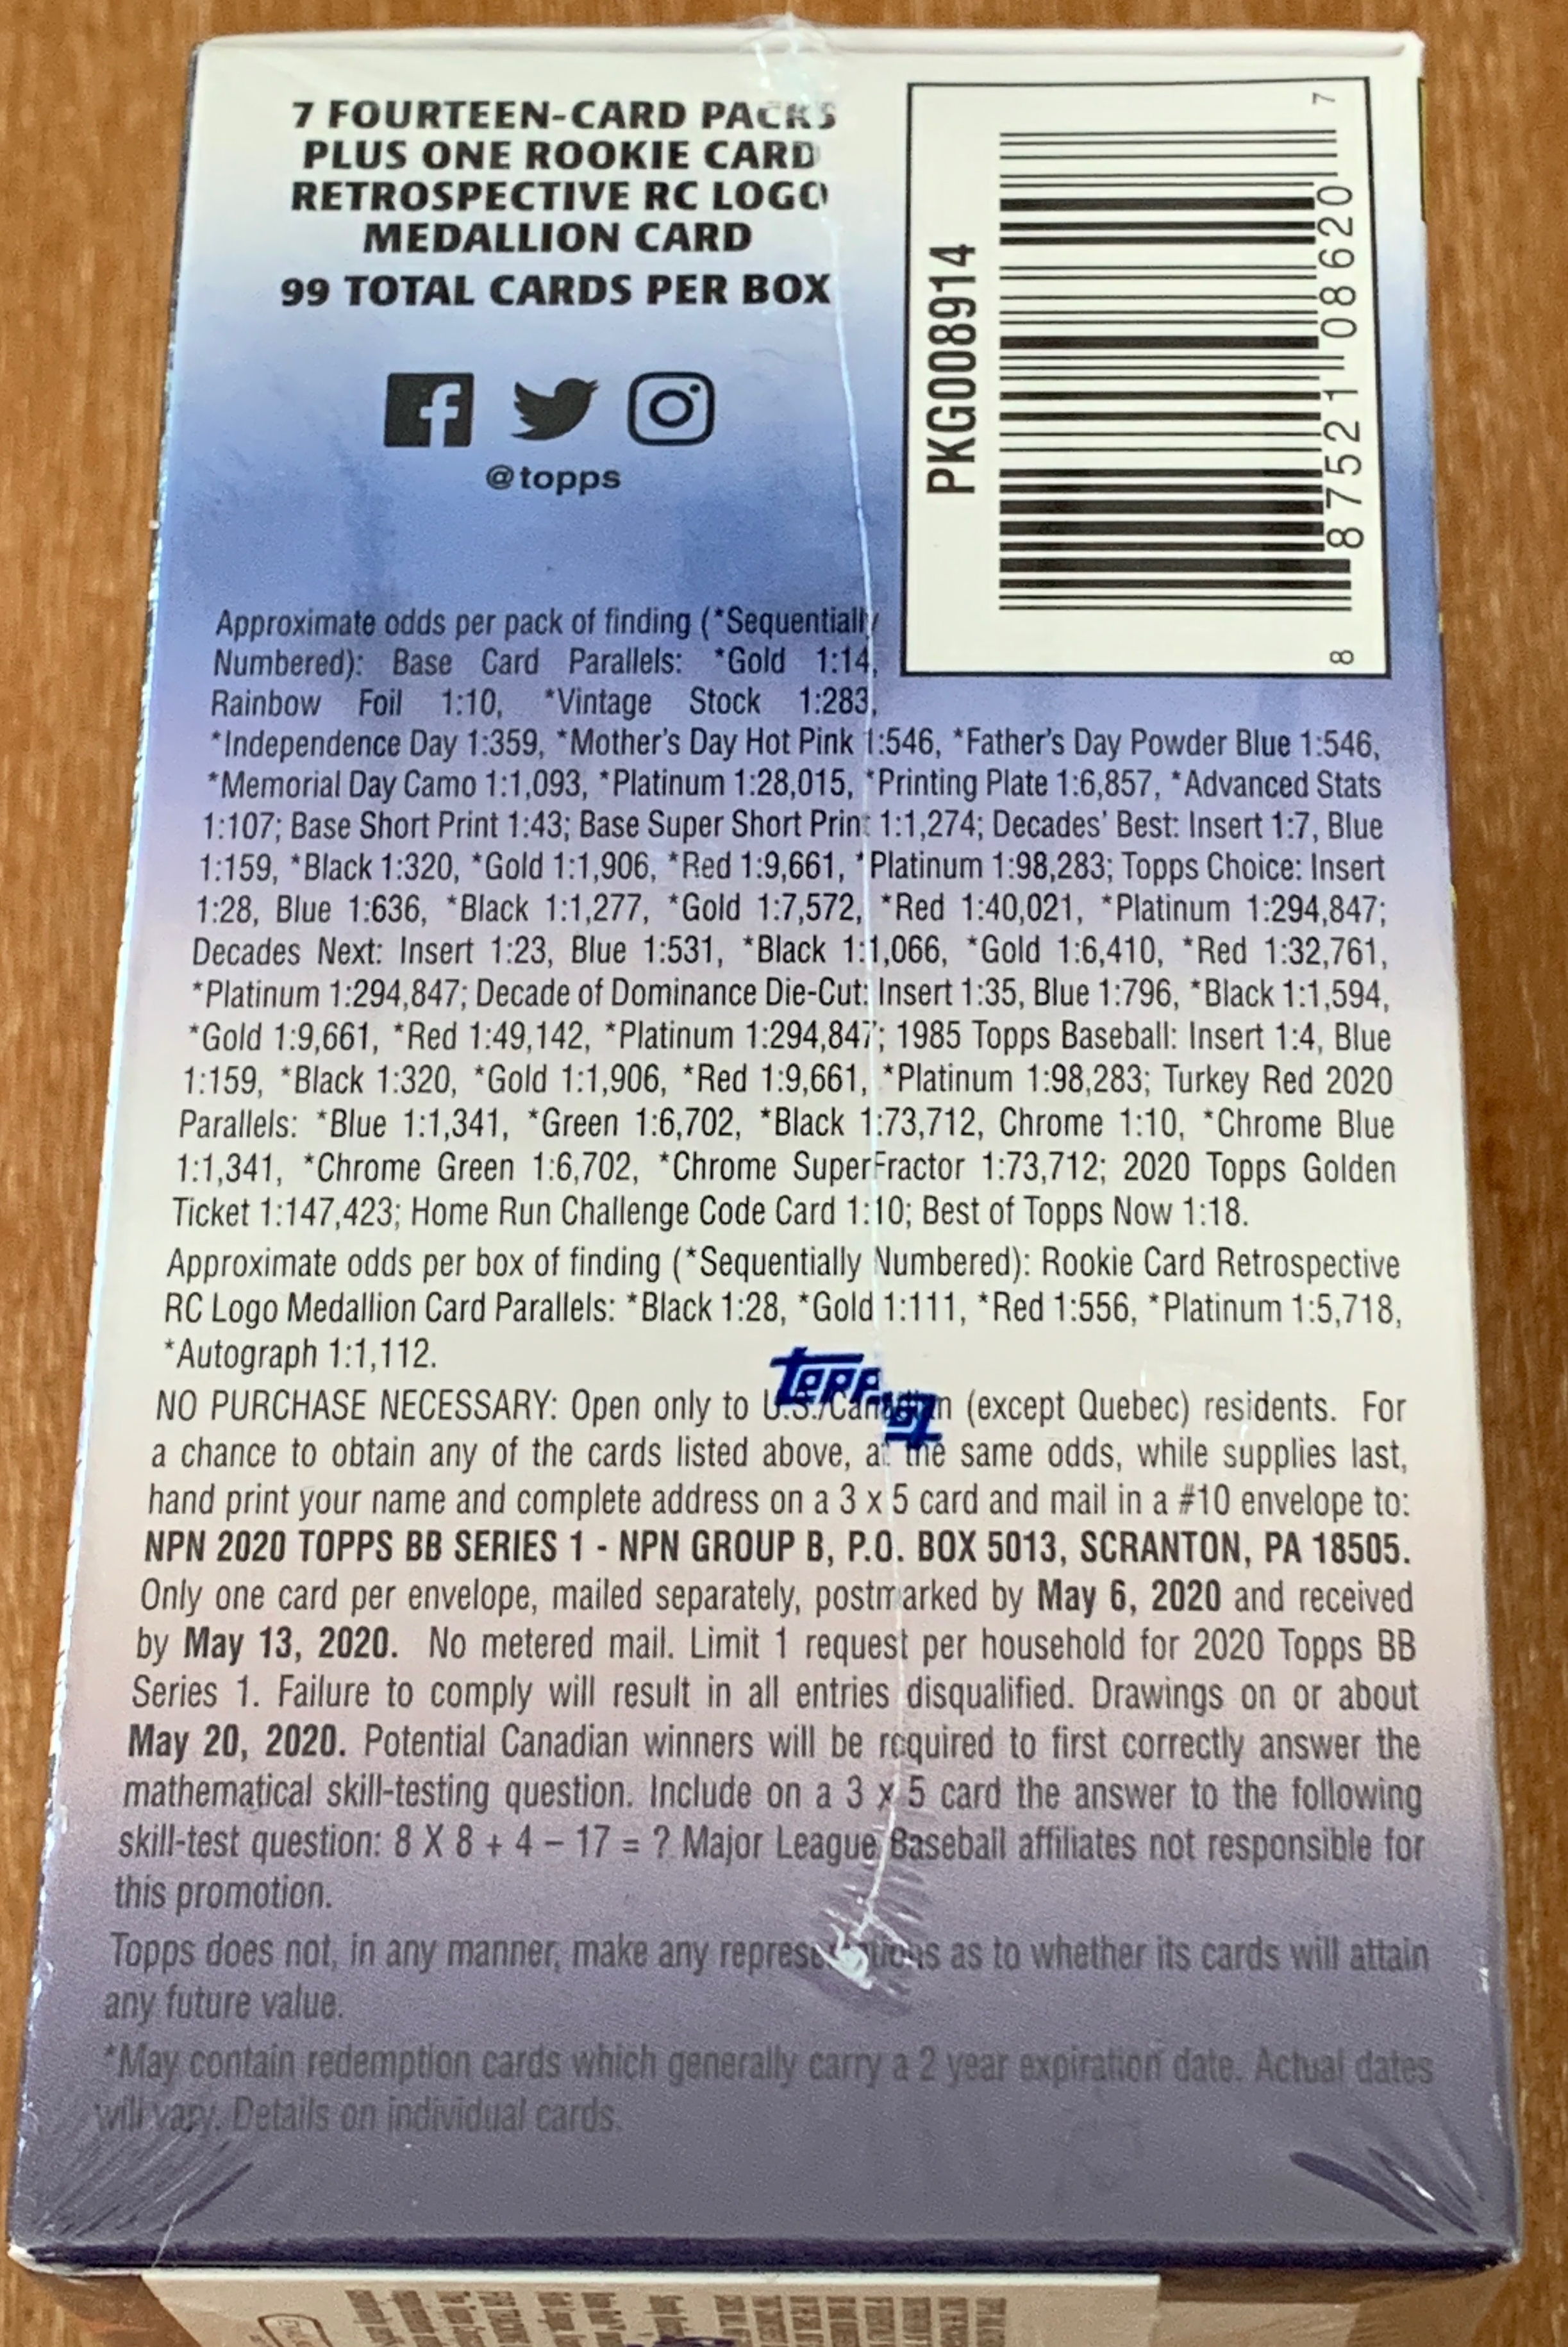 7 FOURTEEN-CARD PACKS
PLUS ONE ROOKIE CARD
RETROSPECTIVE RC LOGO
MEDALLION CARD
99 TOTAL CARDS PER BOX
@topps
PKG008914
8 87521 08620 7
Approximate odds per pack of finding (*Sequentially
Numbered): Base Card Parallels: *Gold 1:14,
Rainbow Foil 1:10, *Vintage Stock 1:283,
*Independence Day 1:359, *Mother's Day Hot Pink 1:546, *Father's Day Powder Blue 1:546,
*Memorial Day Camo 1:1,093, *Platinum 1:28,015, *Printing Plate 1:6,857, *Advanced Stats
1:107; Base Short Print 1:43; Base Super Short Print 1:1,274; Decades' Best: Insert 1:7, Blue
1:159, *Black 1:320, *Gold 1:1,906, *Red 1:9,661, *Platinum 1:98,283; Topps Choice: Insert
1:28, Blue 1:636, *Black 1:1,277, *Gold 1:7,572, *Red 1:40,021, *Platinum 1:294,847;
Decades Next: Insert 1:23, Blue 1:531, *Black 1:1,066, *Gold 1:6,410, *Red 1:32,761,
*Platinum 1:294,847; Decade of Dominance Die-Cut: Insert 1:35, Blue 1:796, *Black 1:1,594,
*Gold 1:9,661, *Red 1:49,142, *Platinum 1:294,847; 1985 Topps Baseball: Insert 1:4, Blue
1:159, *Black 1:320, *Gold 1:1,906, *Red 1:9,661, *Platinum 1:98,283; Turkey Red 2020
Parallels: *Blue 1:1,341, *Green 1:6,702, *Black 1:73,712, Chrome 1:10, *Chrome Blue
1:1,341, *Chrome Green 1:6,702, *Chrome SuperFractor 1:73,712; 2020 Topps Golden
Ticket 1:147,423; Home Run Challenge Code Card 1:10; Best of Topps Now 1:18.
Approximate odds per box of finding (*Sequentially Numbered): Rookie Card Retrospective
RC Logo Medallion Card Parallels: *Black 1:28, *Gold 1:111, *Red 1:556, *Platinum 1:5,718,
*Autograph 1:1,112.
NO PURCHASE NECESSARY: Open only to U.S./Canadian (except Quebec) residents. For
a chance to obtain any of the cards listed above, at the same odds, while supplies last,
hand print your name and complete address on a 3 x 5 card and mail in a #10 envelope to:
NPN 2020 TOPPS BB SERIES 1 - NPN GROUP B, P.O. BOX 5013, SCRANTON, PA 18505.
Only one card per envelope, mailed separately, postmarked by May 6, 2020 and received
by May 13, 2020. No metered mail. Limit 1 request per household for 2020 Topps BB
Series 1. Failure to comply will result in all entries disqualified. Drawings on or about
May 20, 2020. Potential Canadian winners will be required to first correctly answer the
mathematical skill-testing question. Include on a 3 x 5 card the answer to the following
skill-test question: 8 X 8 + 4 – 17 = ? Major League Baseball affiliates not responsible for
this promotion.
Topps does not, in any manner, make any representations as to whether its cards will attain
any future value.
*May contain redemption cards which generally carry a 2 year expiration date. Actual dates
will vary. Details on individual cards.